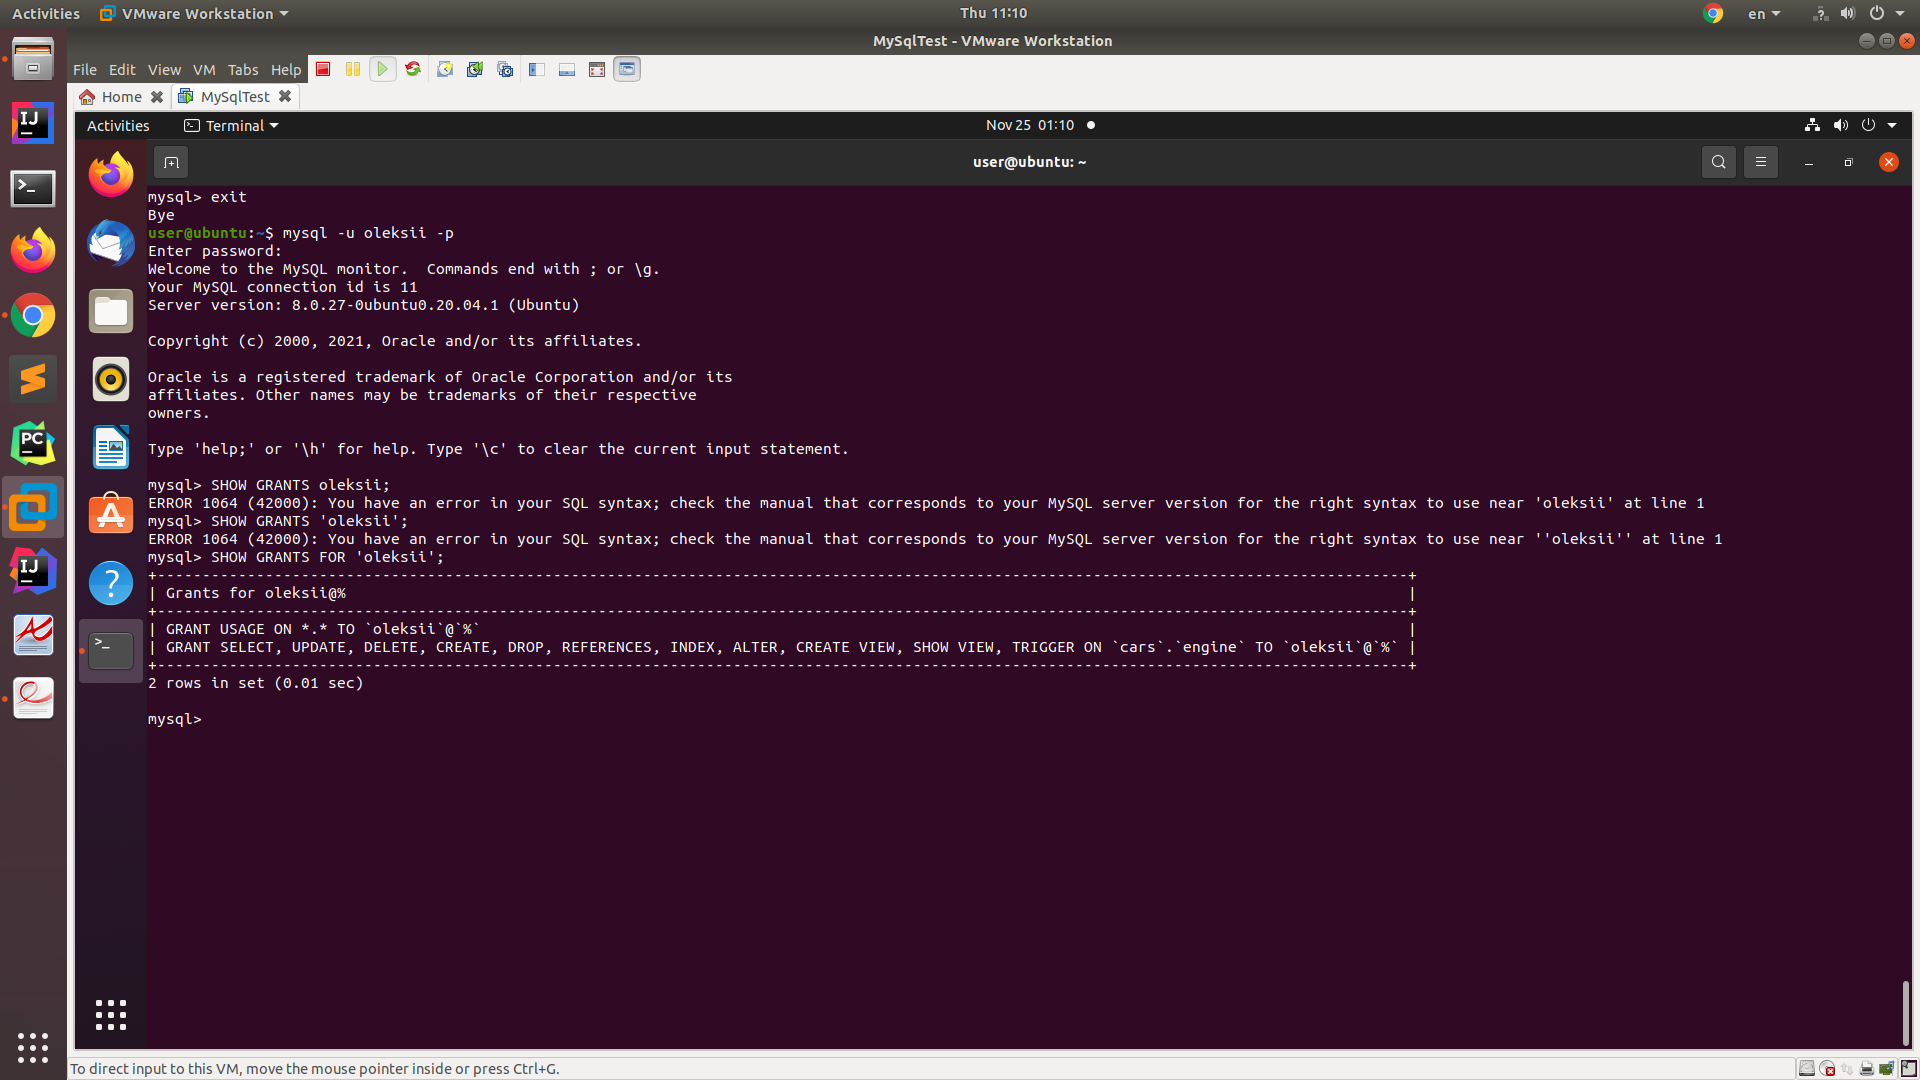 Activities VMware Workstation Thu 11:10 en
MySqlTest - VMware Workstation
File Edit View VM Tabs Help
Home MySqlTest
Activities Terminal Nov 25 01:10
user@ubuntu: ~
mysql> exit
Bye
user@ubuntu:~$ mysql -u oleksii -p
Enter password:
Welcome to the MySQL monitor.  Commands end with ; or \g.
Your MySQL connection id is 11
Server version: 8.0.27-0ubuntu0.20.04.1 (Ubuntu)
Copyright (c) 2000, 2021, Oracle and/or its affiliates.
Oracle is a registered trademark of Oracle Corporation and/or its
affiliates. Other names may be trademarks of their respective
owners.
Type 'help;' or '\h' for help. Type '\c' to clear the current input statement.
mysql> SHOW GRANTS oleksii;
ERROR 1064 (42000): You have an error in your SQL syntax; check the manual that corresponds to your MySQL server version for the right syntax to use near 'oleksii' at line 1
mysql> SHOW GRANTS 'oleksii';
ERROR 1064 (42000): You have an error in your SQL syntax; check the manual that corresponds to your MySQL server version for the right syntax to use near ''oleksii'' at line 1
mysql> SHOW GRANTS FOR 'oleksii';
| Grants for oleksii@% |
| GRANT USAGE ON *.* TO `oleksii`@`%` |
| GRANT SELECT, UPDATE, DELETE, CREATE, DROP, REFERENCES, INDEX, ALTER, CREATE VIEW, SHOW VIEW, TRIGGER ON `cars`.`engine` TO `oleksii`@`%` |
2 rows in set (0.01 sec)
mysql>
To direct input to this VM, move the mouse pointer inside or press Ctrl+G.